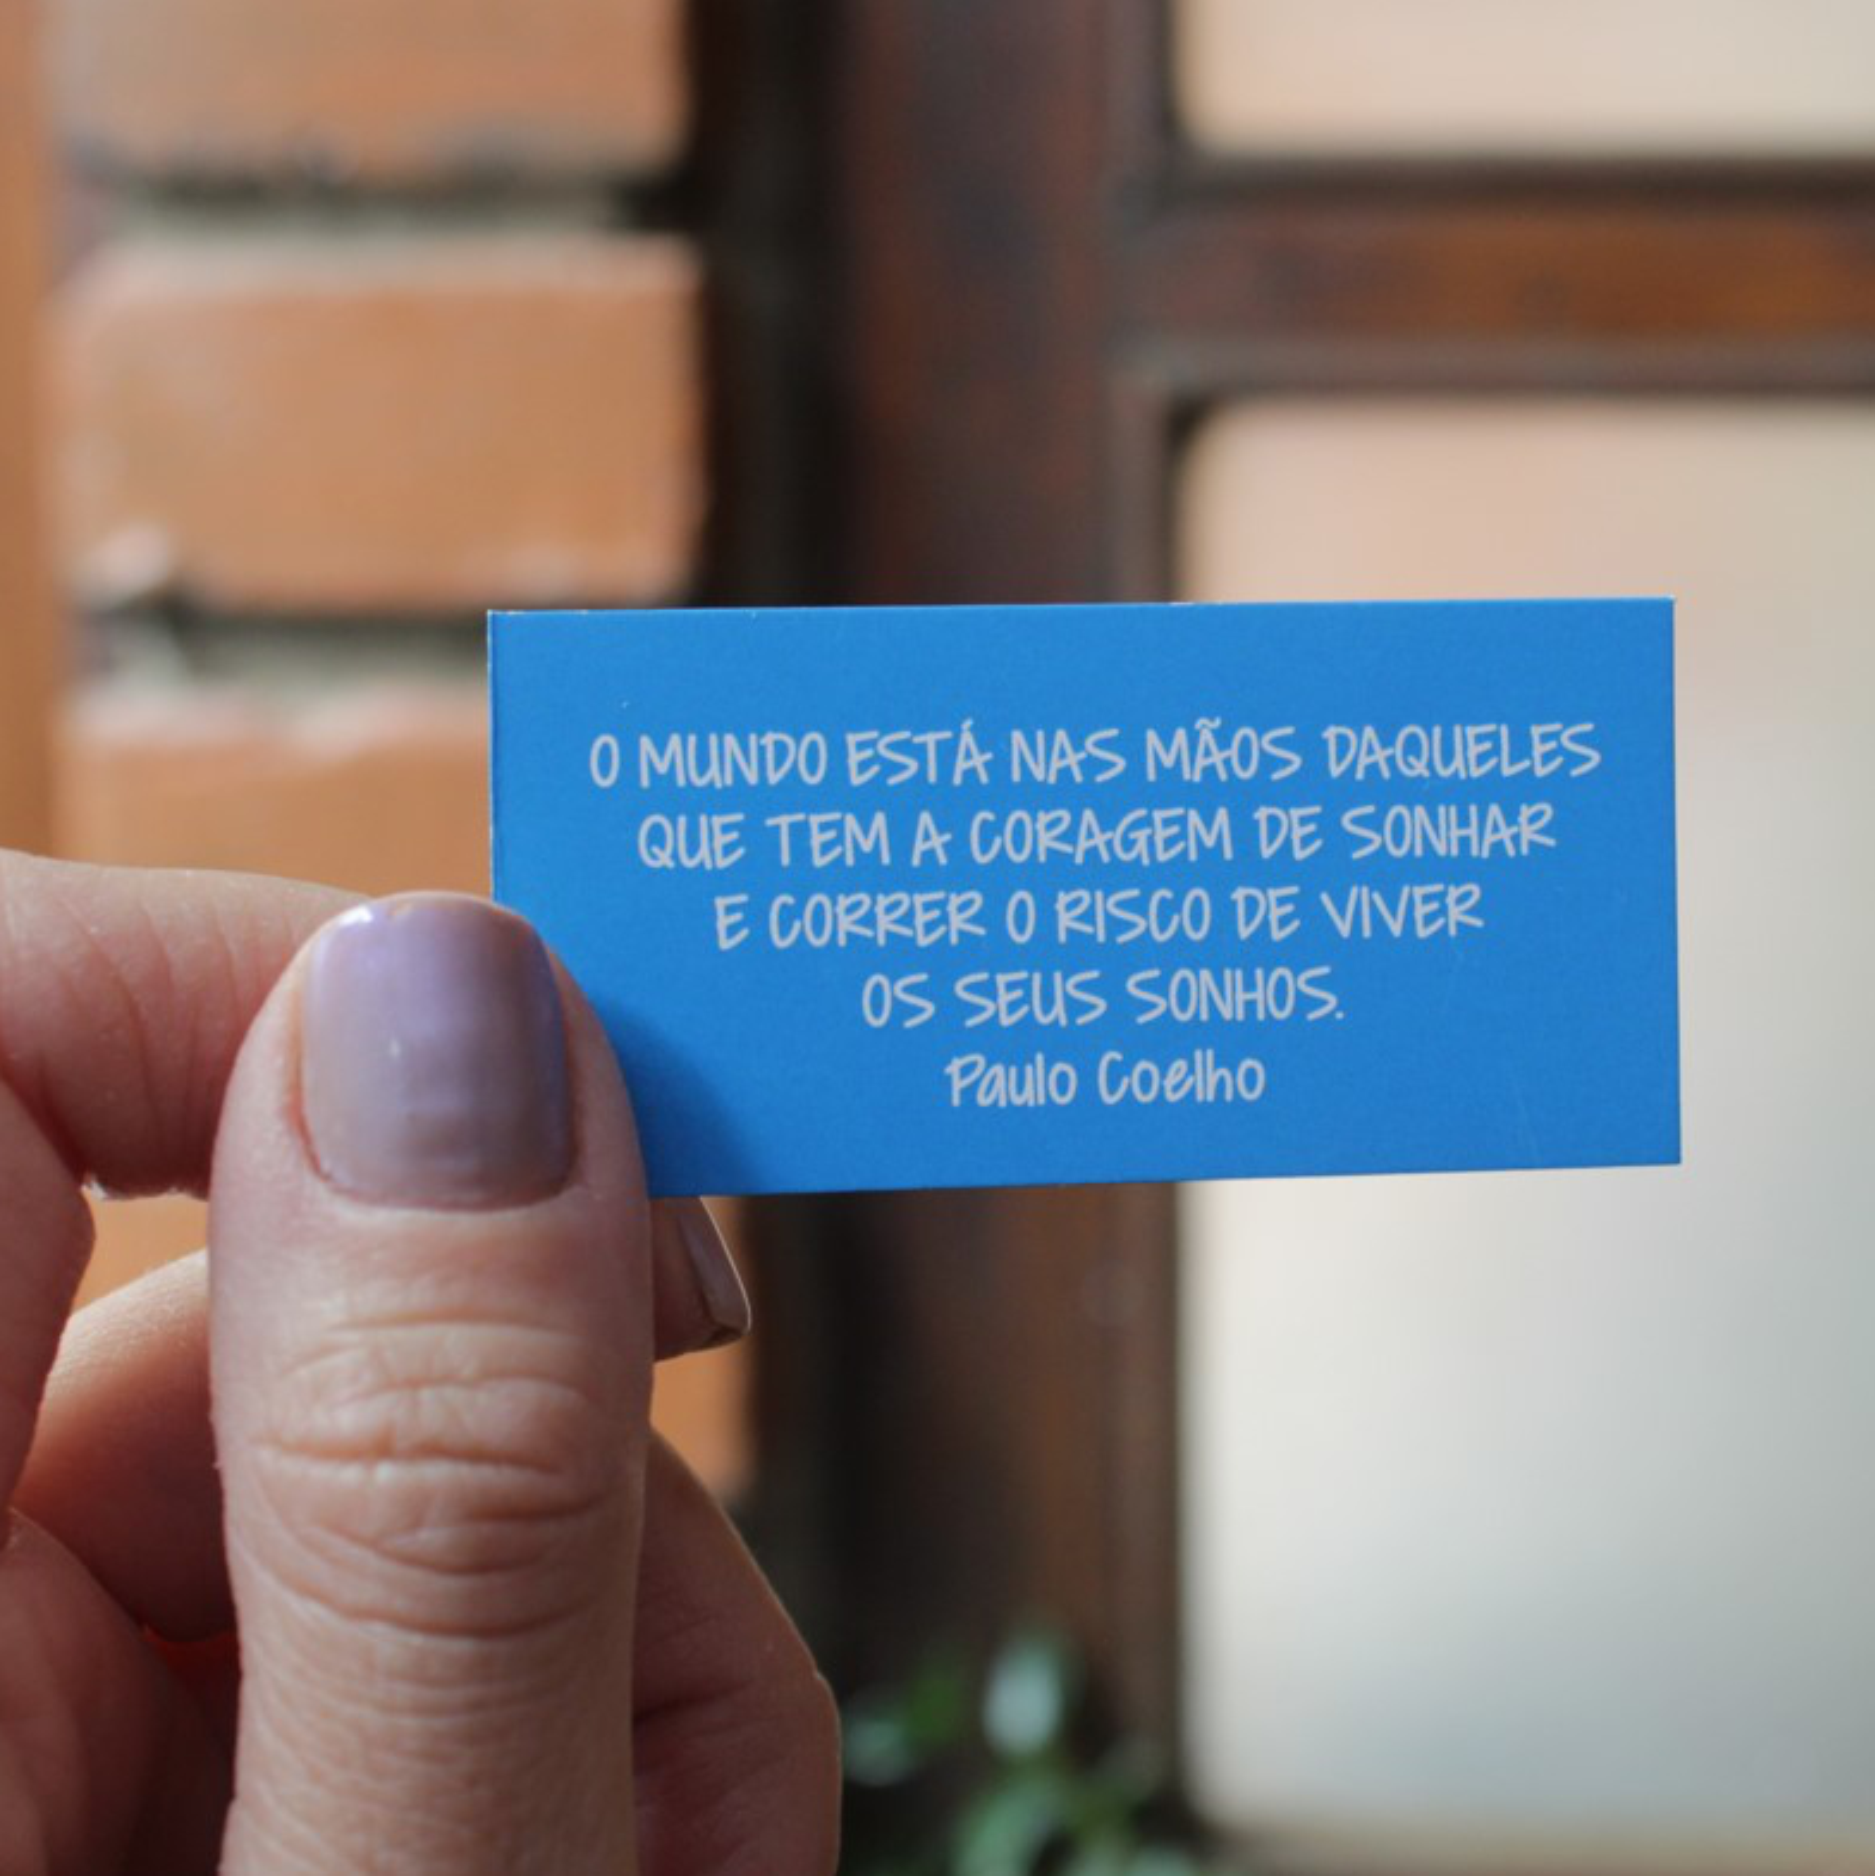 O MUNDO ESTÁ NAS MÃOS DAQUELES
QUE TEM A CORAGEM DE SONHAR
E CORRER O RISCO DE VIVER
OS SEUS SONHOS.
Paulo Coelho